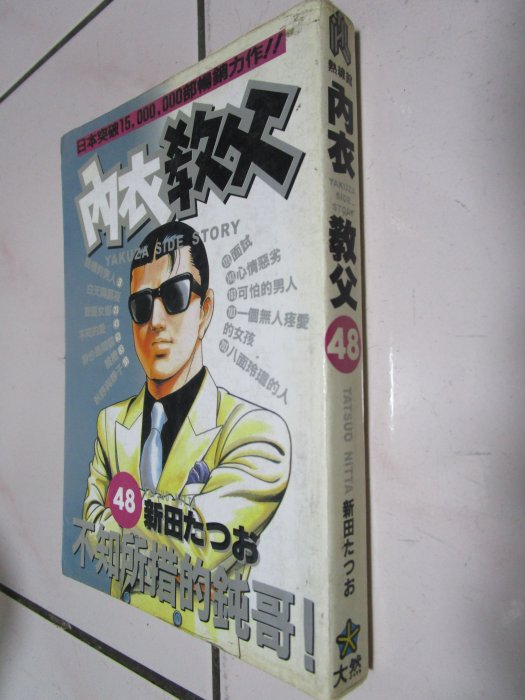 日本突破15,000,000部暢銷力作!!
內衣教父
YAKUZA SIDE STORY
面試
心情惡劣
可怕的男人
一個無人疼愛
的女孩
八面玲瓏的人
48
新田たつお
不知所措的鈍哥!
內衣
YAKUZA
SIDE
STORY
教父
48
TATSUO NITTA
新田たつお
大然